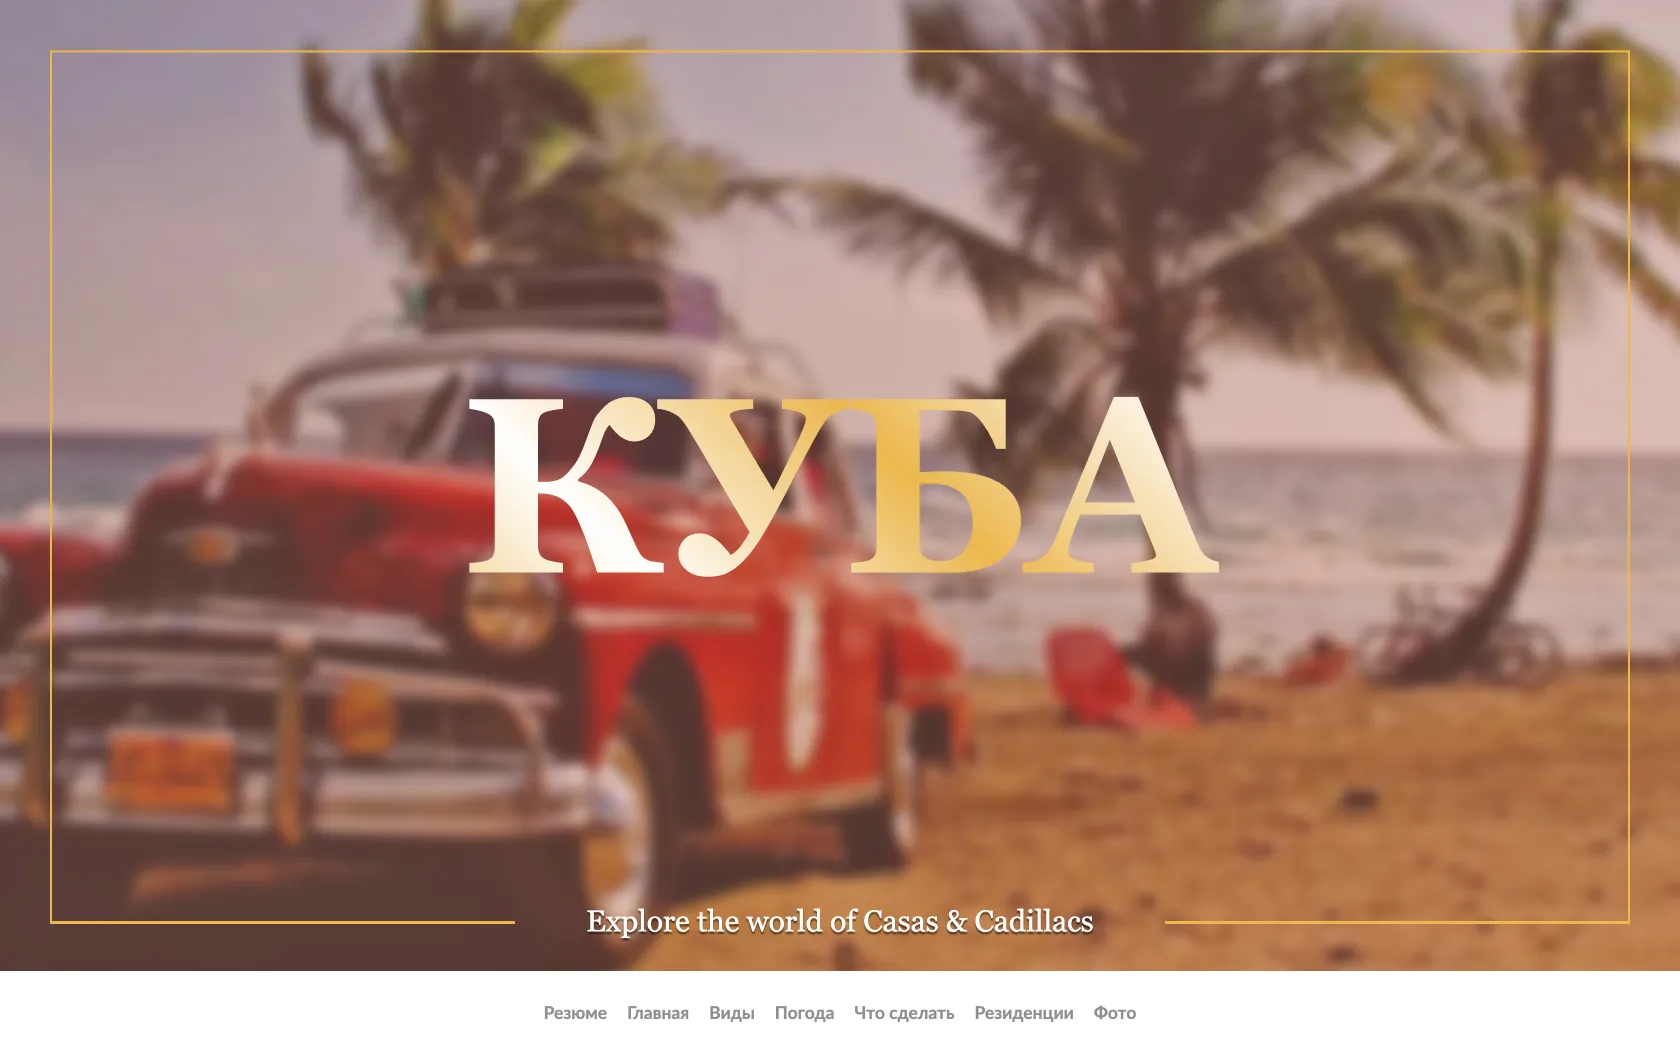 КУБА
Explore the world of Casas & Cadillacs
Резюме Главная Виды Погода Что сделать Резиденции Фото